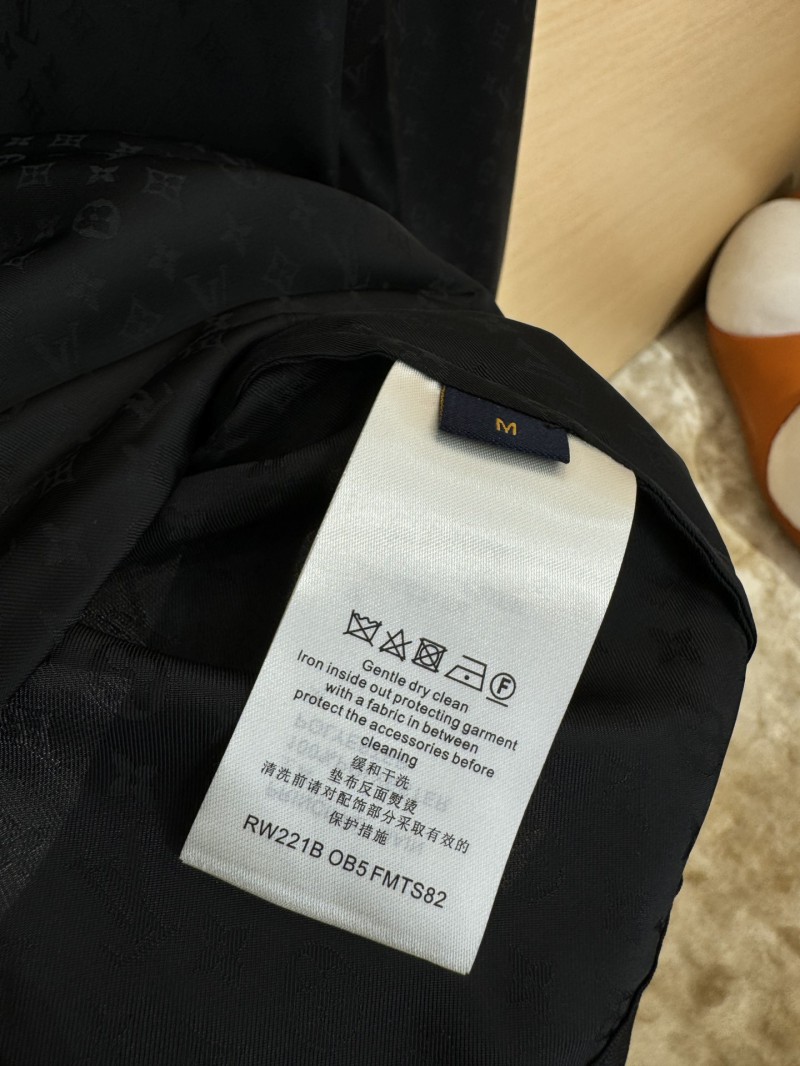 M
Gentle dry clean
Iron inside out protecting garment
with a fabric in between
protect the accessories before
cleaning
缓和干洗
垫布反面熨烫
清洗前请对配饰部分采取有效的
保护措施
RW221B OB5 FMTS82